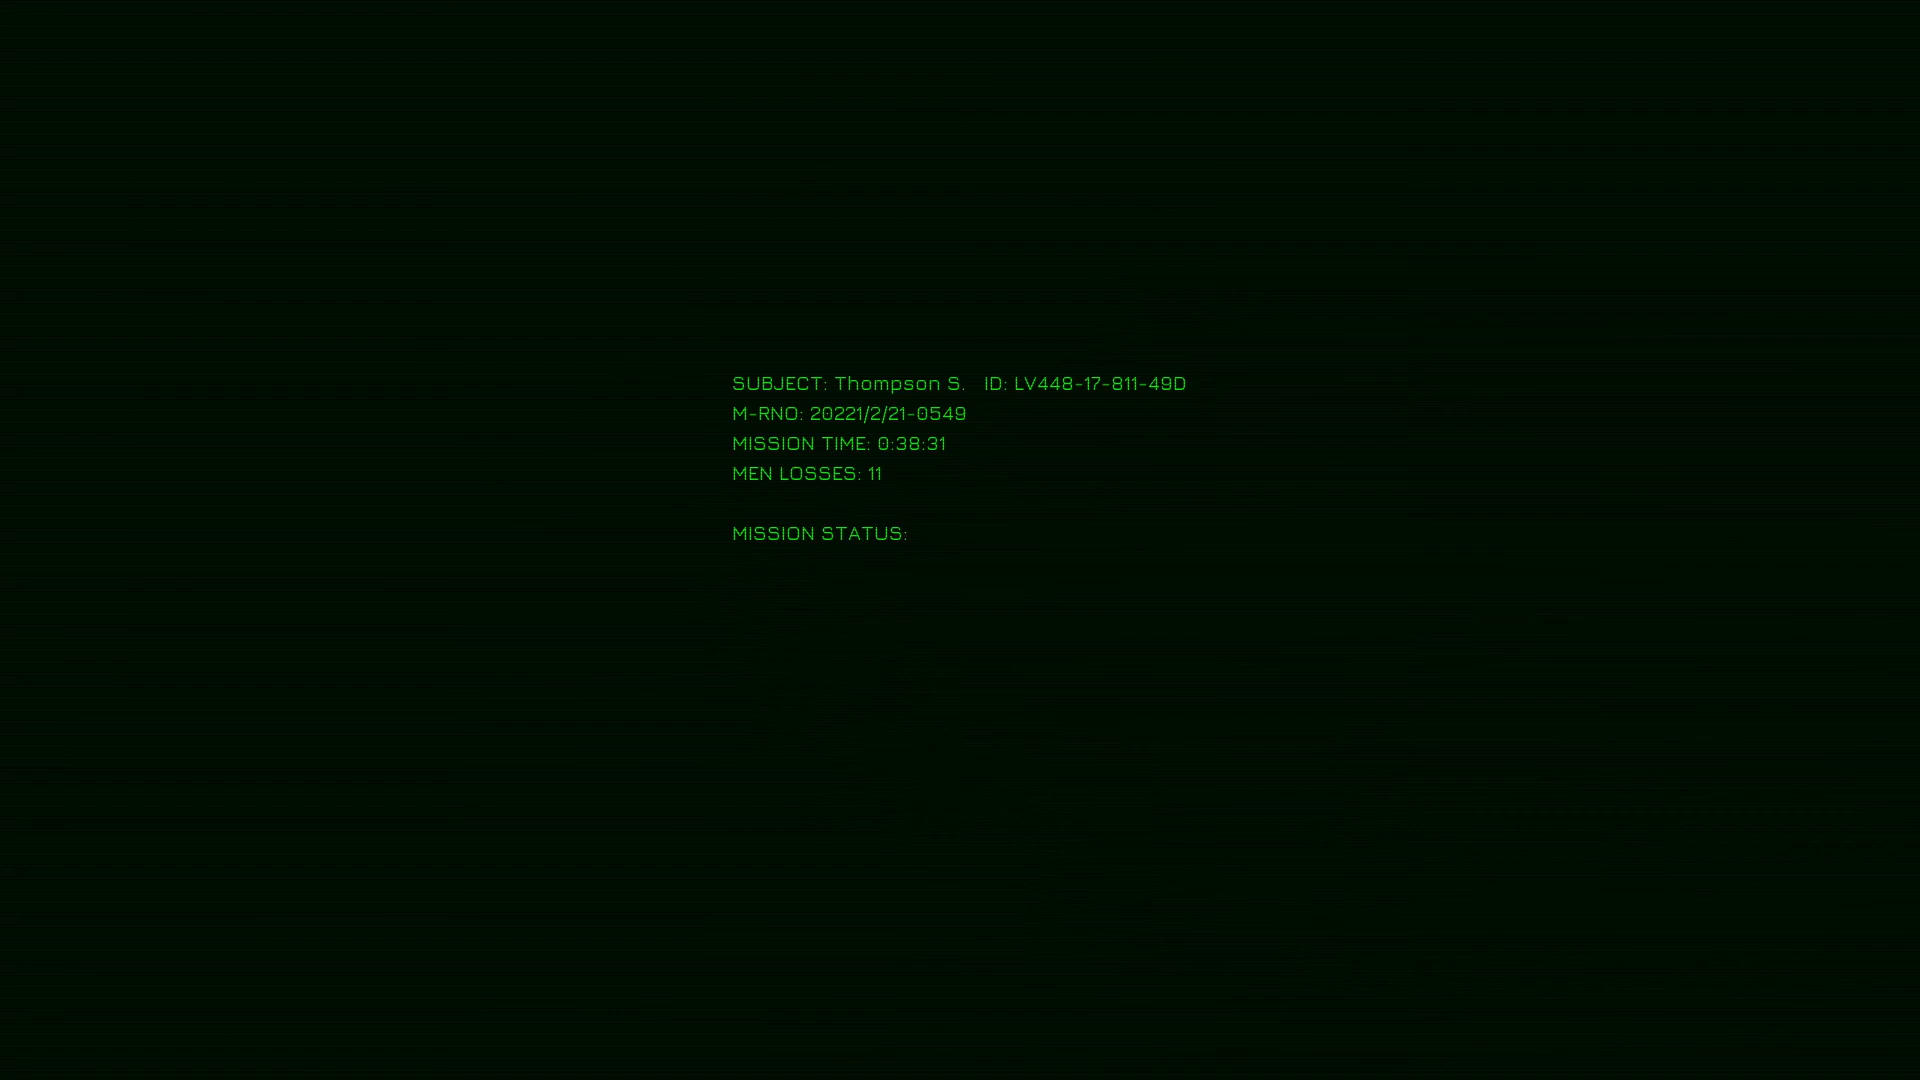 SUBJECT: Thompson S.   ID: LV448-17-811-49D
M-RNO: 20221/2/21-0549
MISSION TIME: 0:38:31
MEN LOSSES: 11
MISSION STATUS: